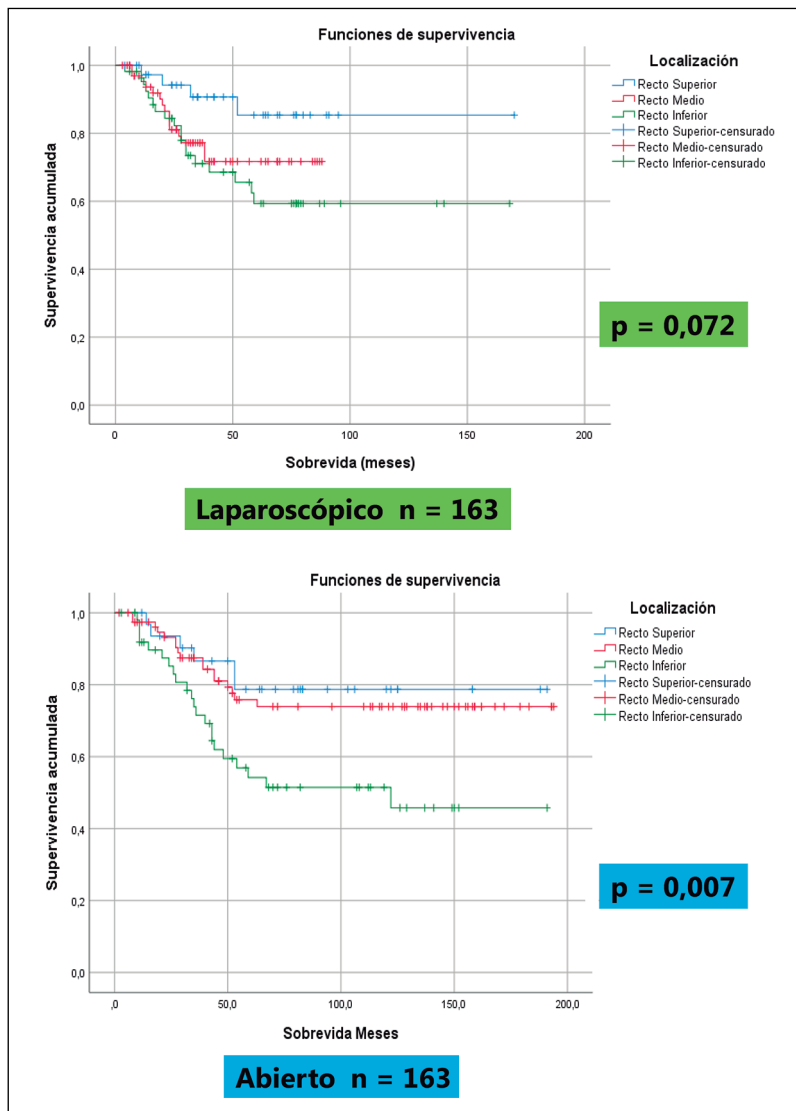 Funciones de supervivencia
Localización
Recto Superior
Recto Medio
Recto Inferior
Recto Superior-censurado
Recto Medio-censurado
Recto Inferior-censurado
Supervivencia acumulada
1,0
0,8
0,6
0,4
0,2
0,0
0
50
100
150
200
Sobrevida (meses)
p = 0,072
Laparoscópico n = 163
Funciones de supervivencia
Localización
Recto Superior
Recto Medio
Recto Inferior
Recto Superior-censurado
Recto Medio-censurado
Recto Inferior-censurado
Supervivencia acumulada
1,0
0,8
0,6
0,4
0,2
0,0
,0
50,0
100,0
150,0
200,0
Sobrevida Meses
p = 0,007
Abierto n = 163